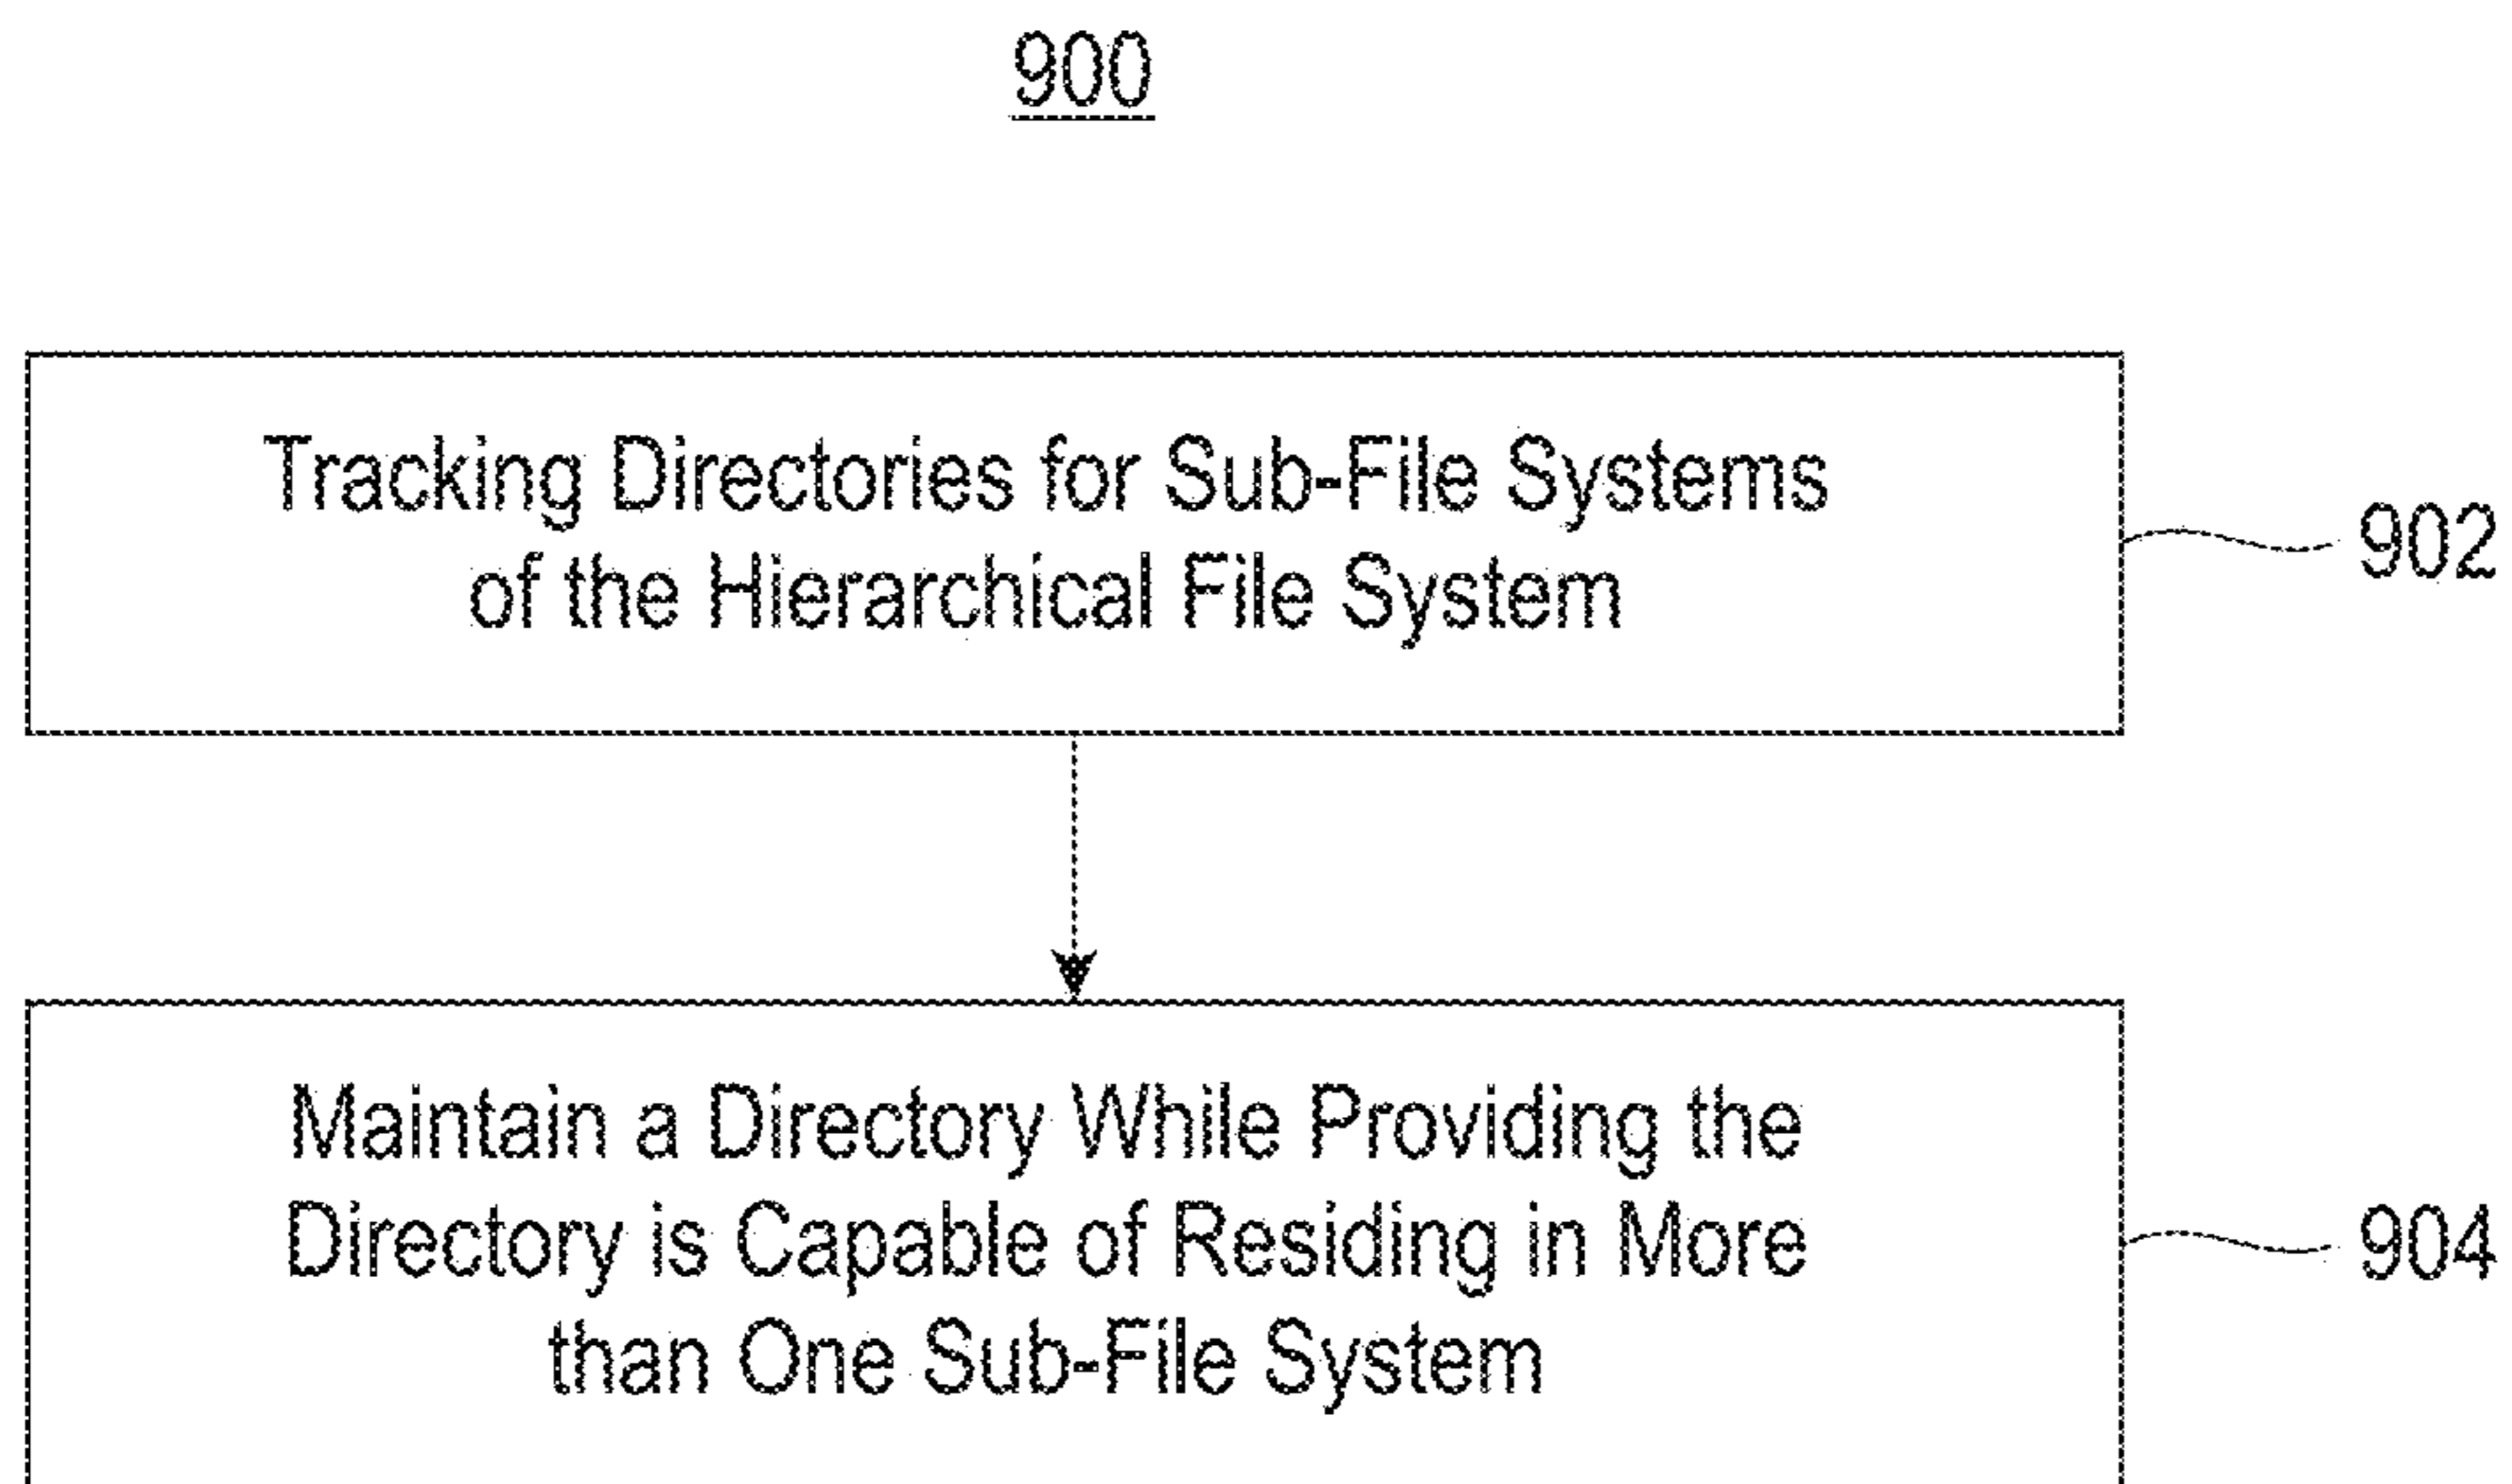 900
Tracking Directories for Sub-File Systems
of the Hierarchical File System
902
Maintain a Directory While Providing the
Directory is Capable of Residing in More
than One Sub-File System
904